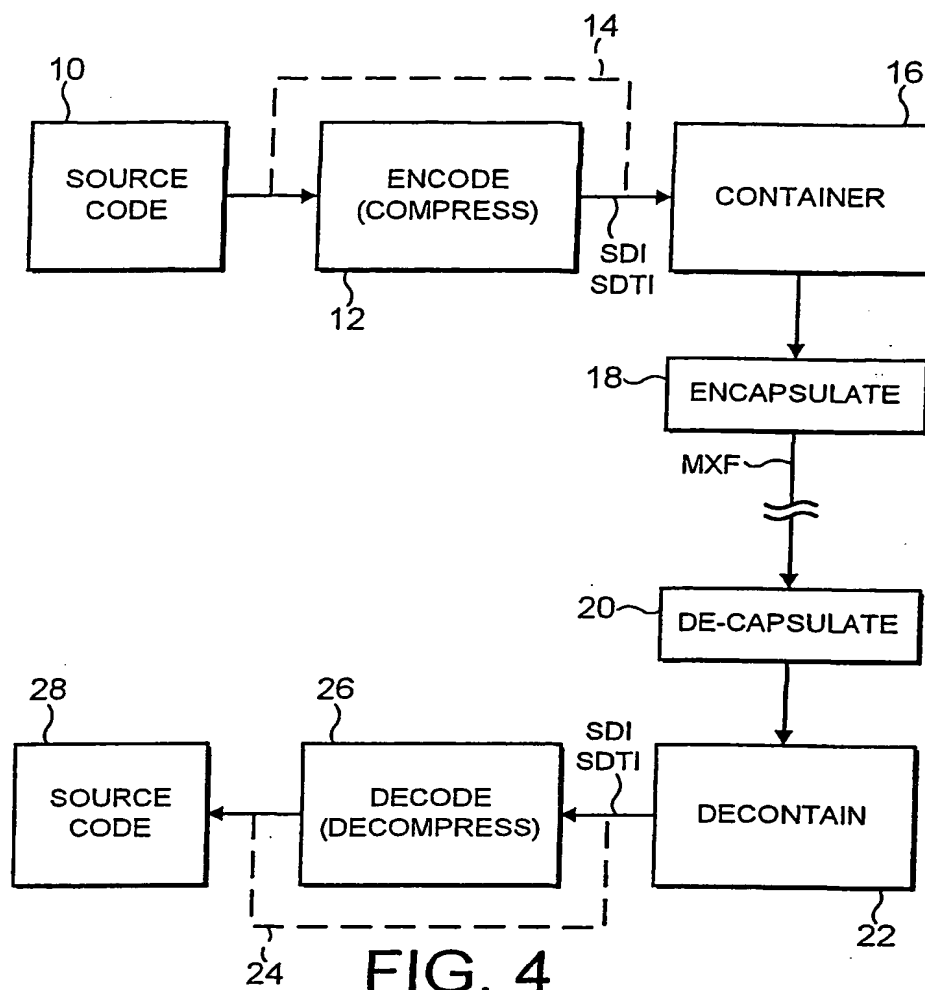 14
10
16
SOURCE
CODE
ENCODE
(COMPRESS)
CONTAINER
SDI
SDTI
12
18
ENCAPSULATE
MXF
20
DE-CAPSULATE
28
26
SDI
SDTI
SOURCE
CODE
DECODE
(DECOMPRESS)
DECONTAIN
24
22
FIG. 4